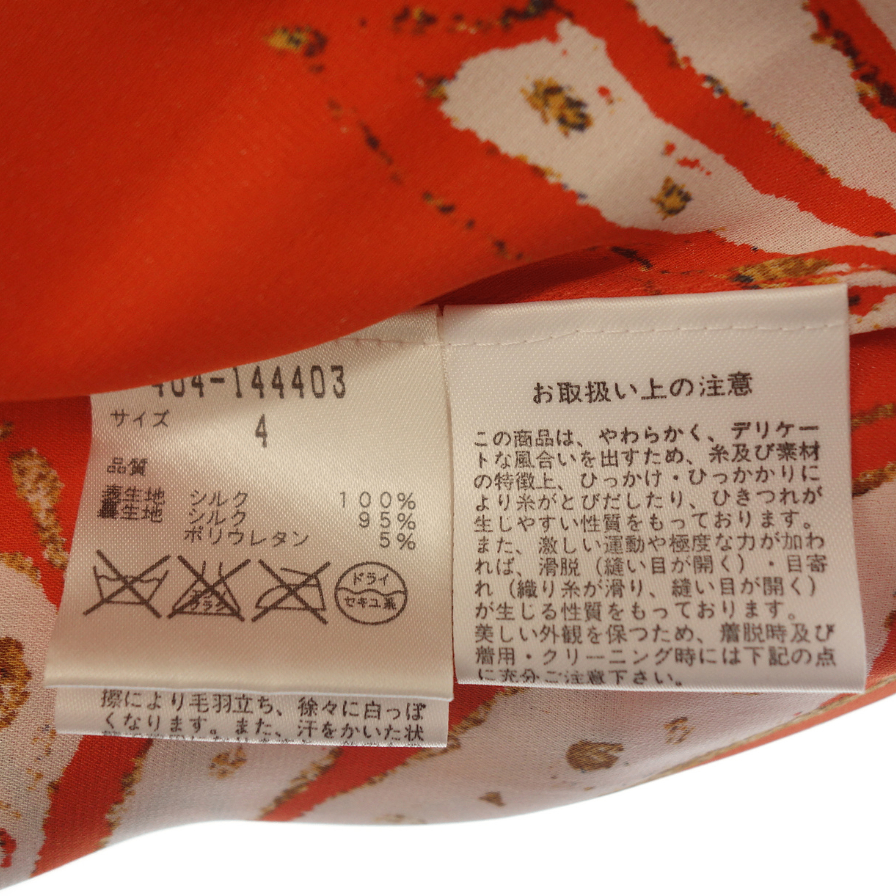 404-144403
サイズ
4
品質
表生地 シルク 100%
裏生地 シルク 95%
ポリウレタン 5%
エンソ
サラシ
ドライ
セキユ系
擦により毛羽立ち、徐々に白っぽ
くなります。また、汗をかいた状
お取扱い上の注意
この商品は、やわらかく、デリケー
トな風合いを出すため、糸及び素材
の特徴上、ひっかけ・ひっかかりに
より糸がとびだしたり、ひきつれが
生じやすい性質をもっております。
また、激しい運動や極度な力が加わ
れば、滑脱（縫い目が開く）・目寄
れ（織り糸が滑り、縫い目が開く）
が生じる性質をもっております。
美しい外観を保つため、着脱時及び
着用・クリーニング時には下記の点
に充分ご注意下さい。